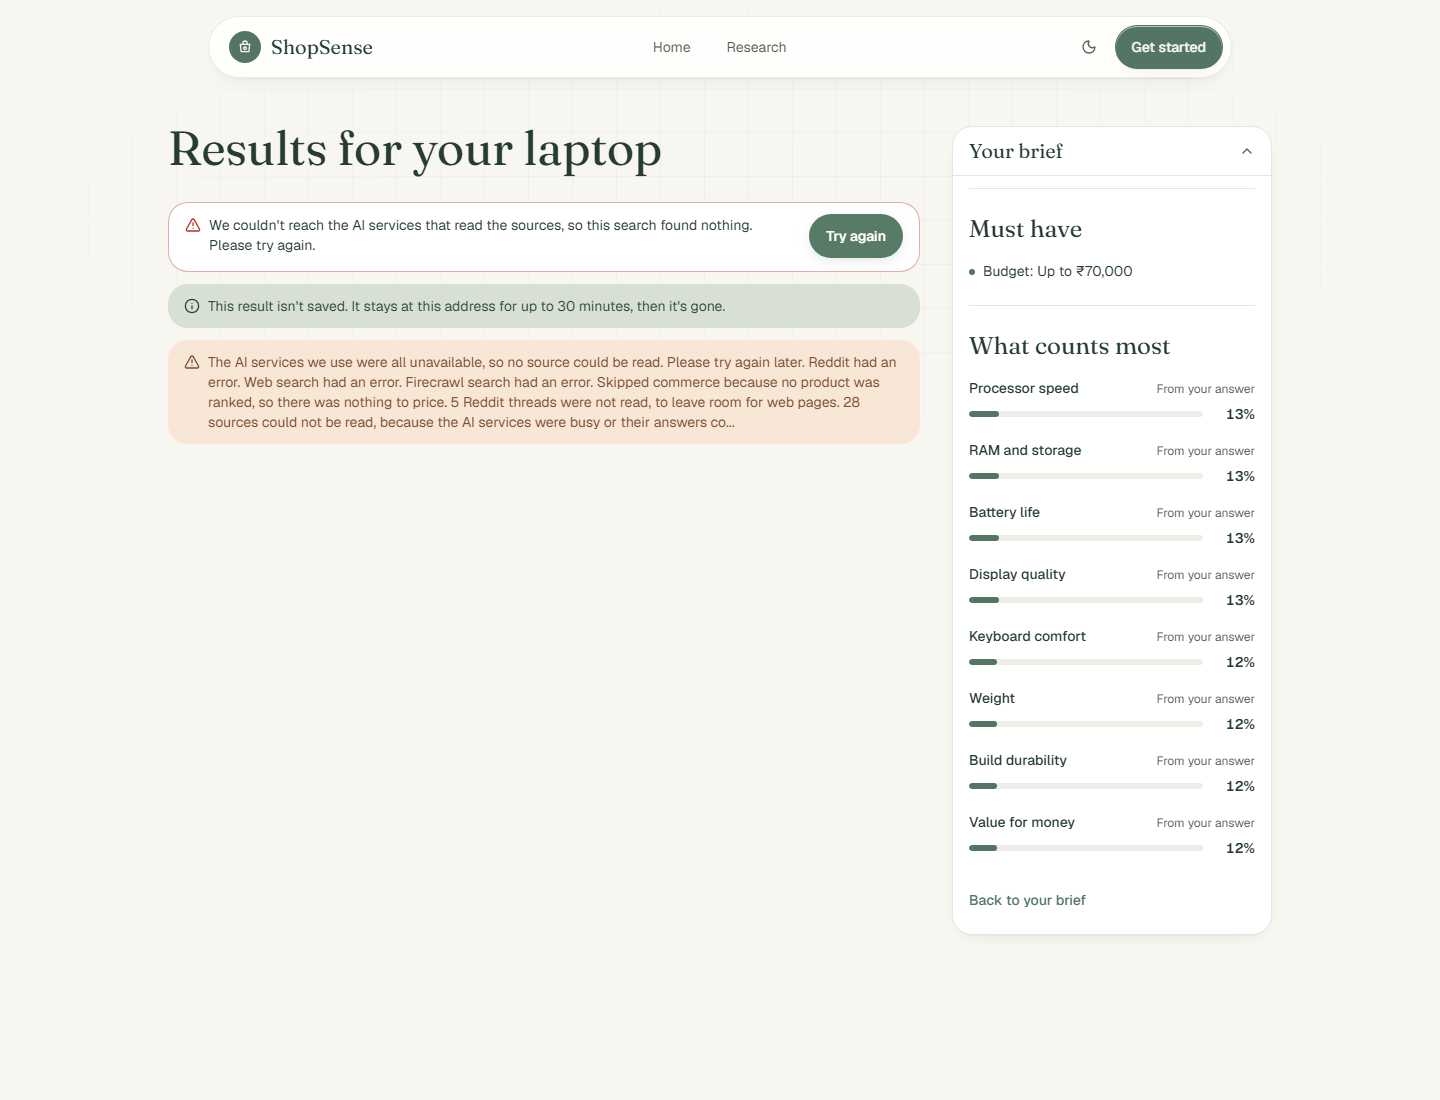 ShopSense
Home
Research
Get started
Results for your laptop
We couldn't reach the AI services that read the sources, so this search found nothing.
Please try again.
Try again
This result isn't saved. It stays at this address for up to 30 minutes, then it's gone.
The AI services we use were all unavailable, so no source could be read. Please try again later. Reddit had an
error. Web search had an error. Firecrawl search had an error. Skipped commerce because no product was
ranked, so there was nothing to price. 5 Reddit threads were not read, to leave room for web pages. 28
sources could not be read, because the AI services were busy or their answers co...
Your brief
Must have
Budget: Up to ₹70,000
What counts most
Processor speed From your answer
13%
RAM and storage From your answer
13%
Battery life From your answer
13%
Display quality From your answer
13%
Keyboard comfort From your answer
12%
Weight From your answer
12%
Build durability From your answer
12%
Value for money From your answer
12%
Back to your brief